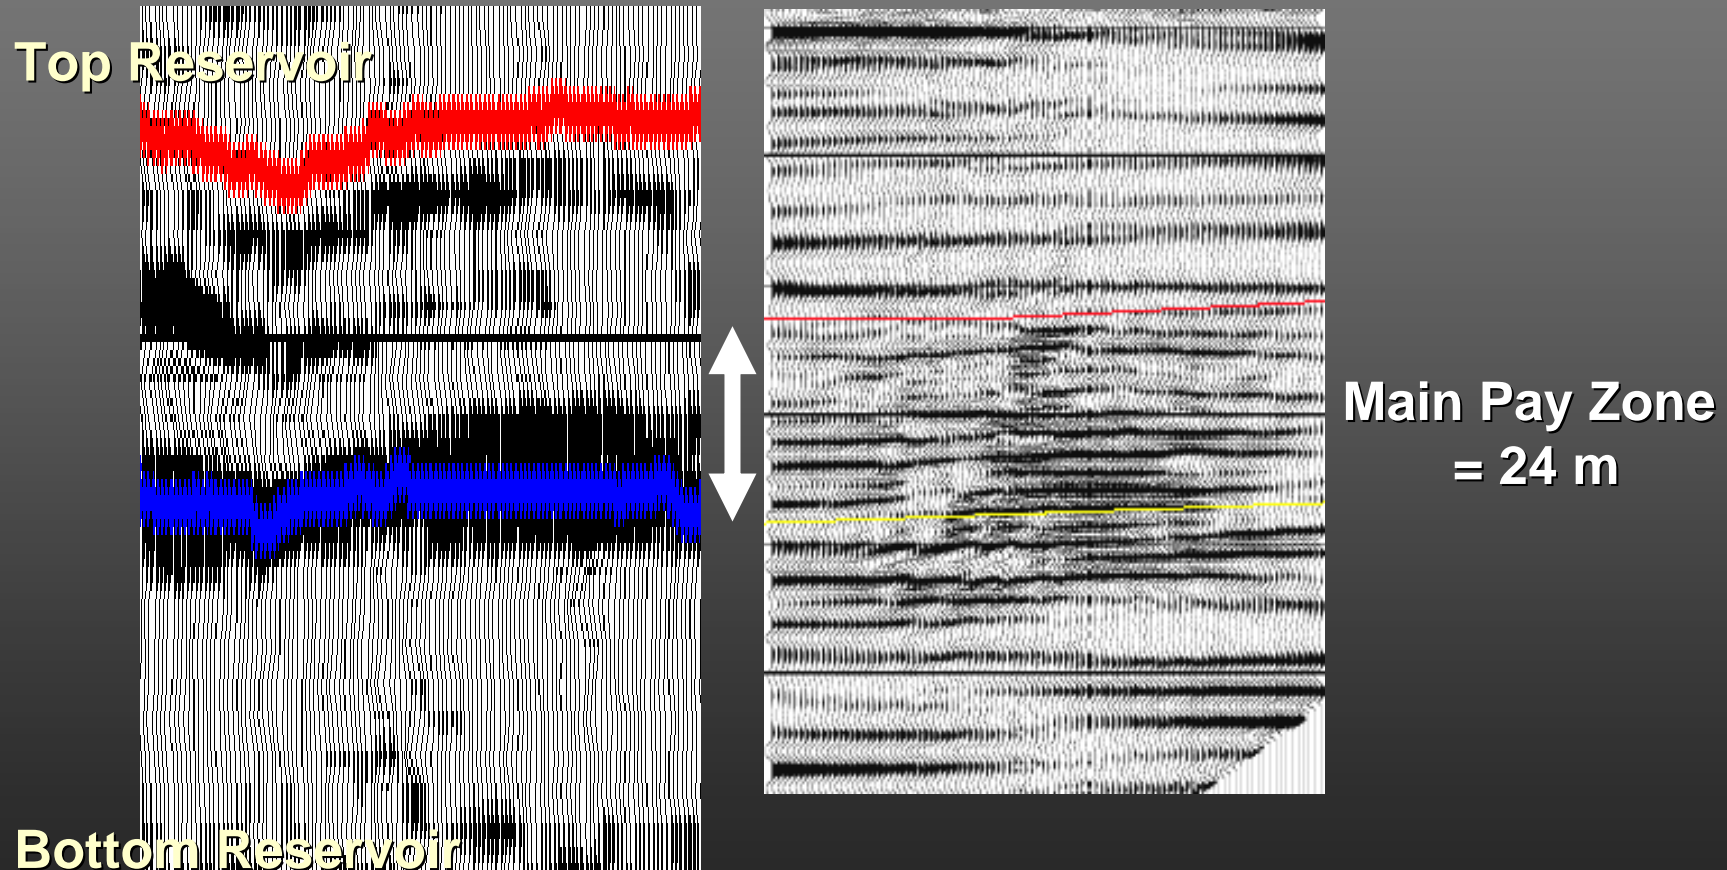 Top Reservoir
Main Pay Zone
= 24 m
Bottom Reservoir